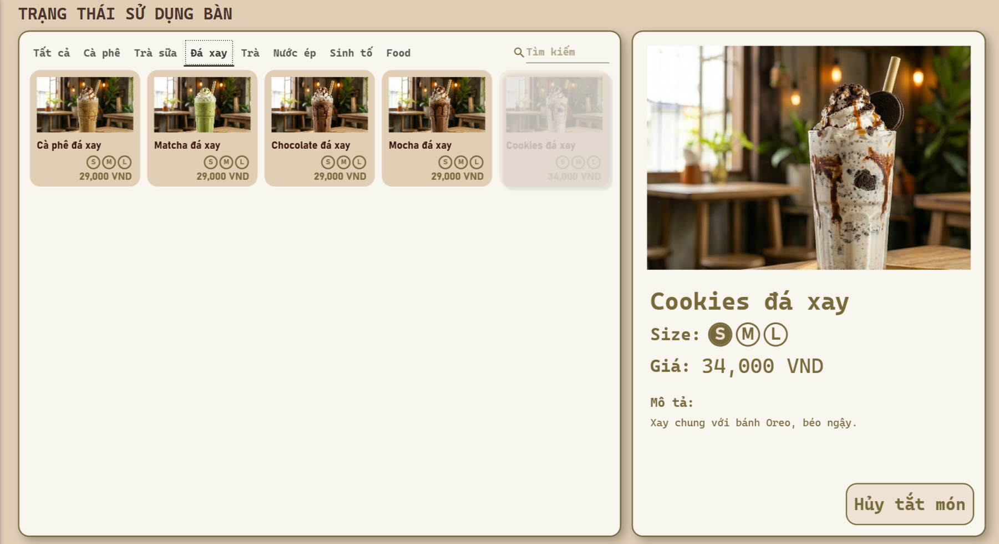 TRẠNG THÁI SỬ DỤNG BÀN
Tất cả Cà phê Trà sữa Đá xay Trà Nước ép Sinh tố Food Tìm kiếm
Cà phê đá xay
S M L
29,000 VND
Matcha đá xay
S M L
29,000 VND
Chocolate đá xay
S M L
29,000 VND
Mocha đá xay
S M L
29,000 VND
Cookies đá xay
S M L
34,000 VND
Cookies đá xay
Size: S M L
Giá: 34,000 VND
Mô tả:
Xay chung với bánh Oreo, béo ngậy.
Hủy tắt món